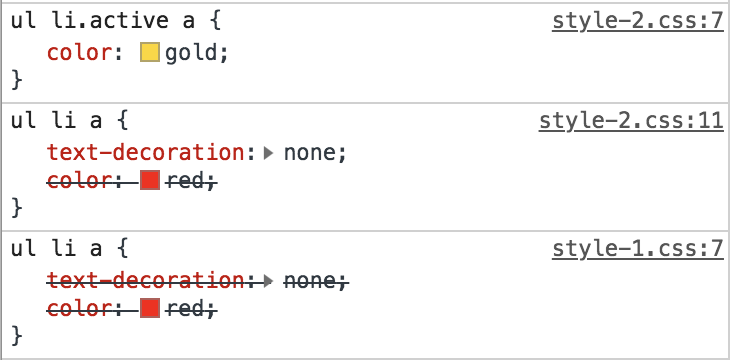 ul li.active a { style-2.css:7
color: gold;
}
ul li a { style-2.css:11
text-decoration: none;
color: red;
}
ul li a { style-1.css:7
text-decoration: none;
color: red;
}